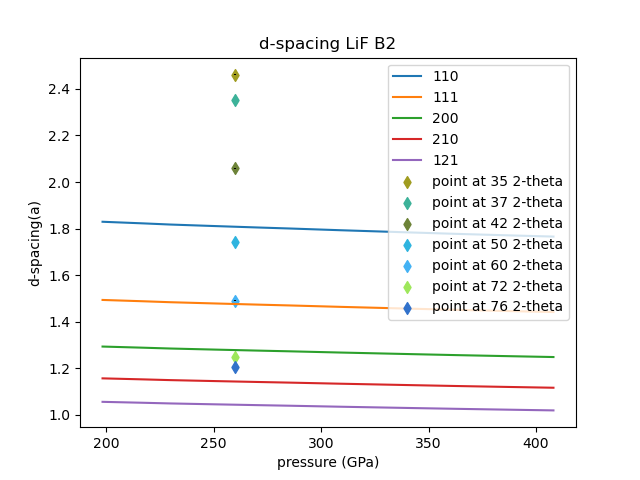 d-spacing LiF B2
2.4
2.2
2.0
1.8
1.6
1.4
1.2
1.0
d-spacing(a)
110
111
200
210
121
point at 35 2-theta
point at 37 2-theta
point at 42 2-theta
point at 50 2-theta
point at 60 2-theta
point at 72 2-theta
point at 76 2-theta
200
250
300
350
400
pressure (GPa)